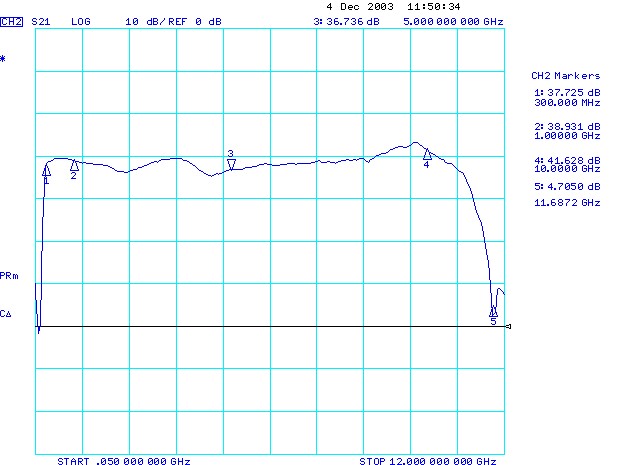 4 Dec 2003 11:50:34
CH2 S21 LOG 10 dB/REF 0 dB 3:36.736 dB 5.000 000 000 GHz
*
CH2 Markers
1:37.725 dB
300.000 MHz
2:38.931 dB
1.00000 GHz
4:41.628 dB
10.0000 GHz
5:4.7050 dB
11.6872 GHz
3
1
2
4
PRm
CΔ
5
START .050 000 000 GHz STOP 12.000 000 000 GHz